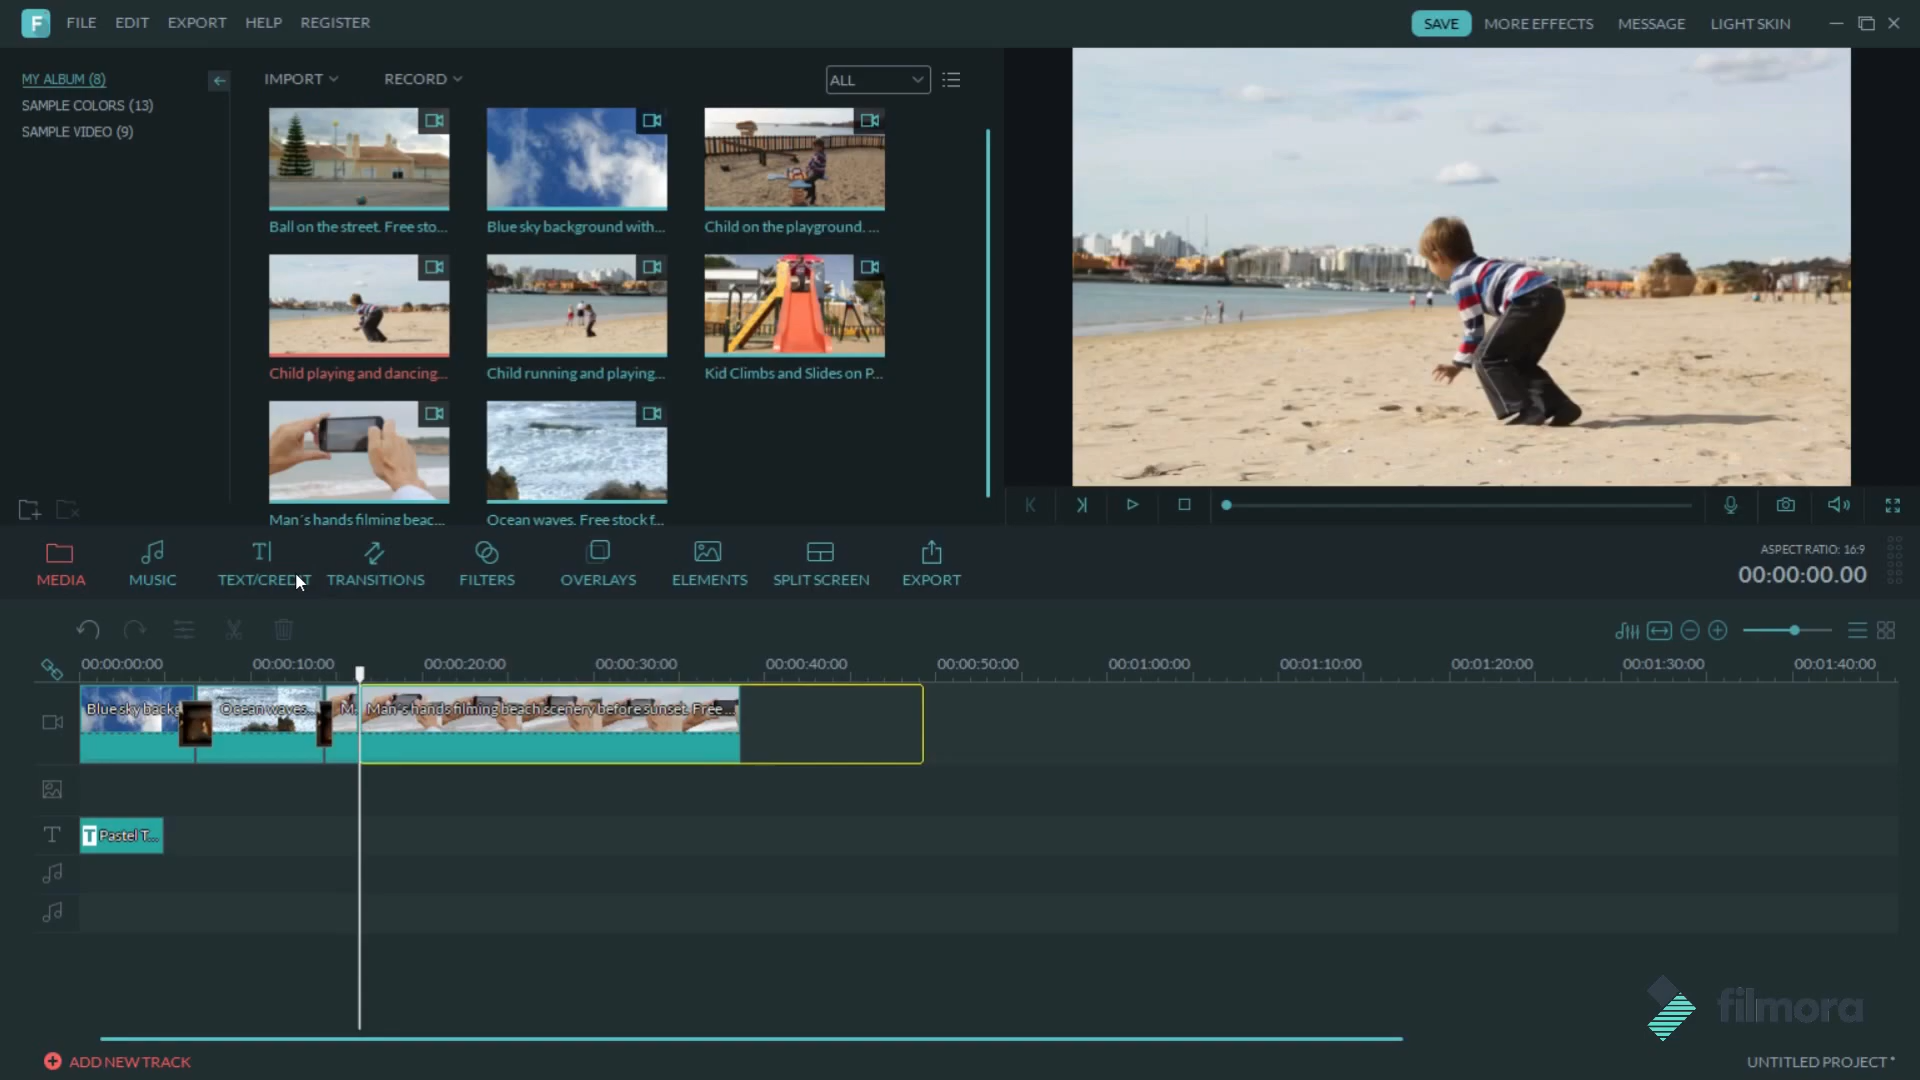 F FILE EDIT EXPORT HELP REGISTER
SAVE MORE EFFECTS MESSAGE LIGHT SKIN
MY ALBUM (8)
SAMPLE COLORS (13)
SAMPLE VIDEO (9)
IMPORT RECORD ALL
Ball on the street. Free sto... Blue sky background with... Child on the playground. ...
Child playing and dancing... Child running and playing... Kid Climbs and Slides on P...
Man´s hands filming beac... Ocean waves. Free stock f...
MEDIA MUSIC TEXT/CREDIT TRANSITIONS FILTERS OVERLAYS ELEMENTS SPLIT SCREEN EXPORT
ASPECT RATIO: 16:9
00:00:00.00
00:00:00:00 00:00:10:00 00:00:20:00 00:00:30:00 00:00:40:00 00:00:50:00 00:01:00:00 00:01:10:00 00:01:20:00 00:01:30:00 00:01:40:00
Blue sky backg Ocean waves... M. Man´s hands filming beach scenery before sunset. Free ...
T Pastel T...
filmora
ADD NEW TRACK
UNTITLED PROJECT *